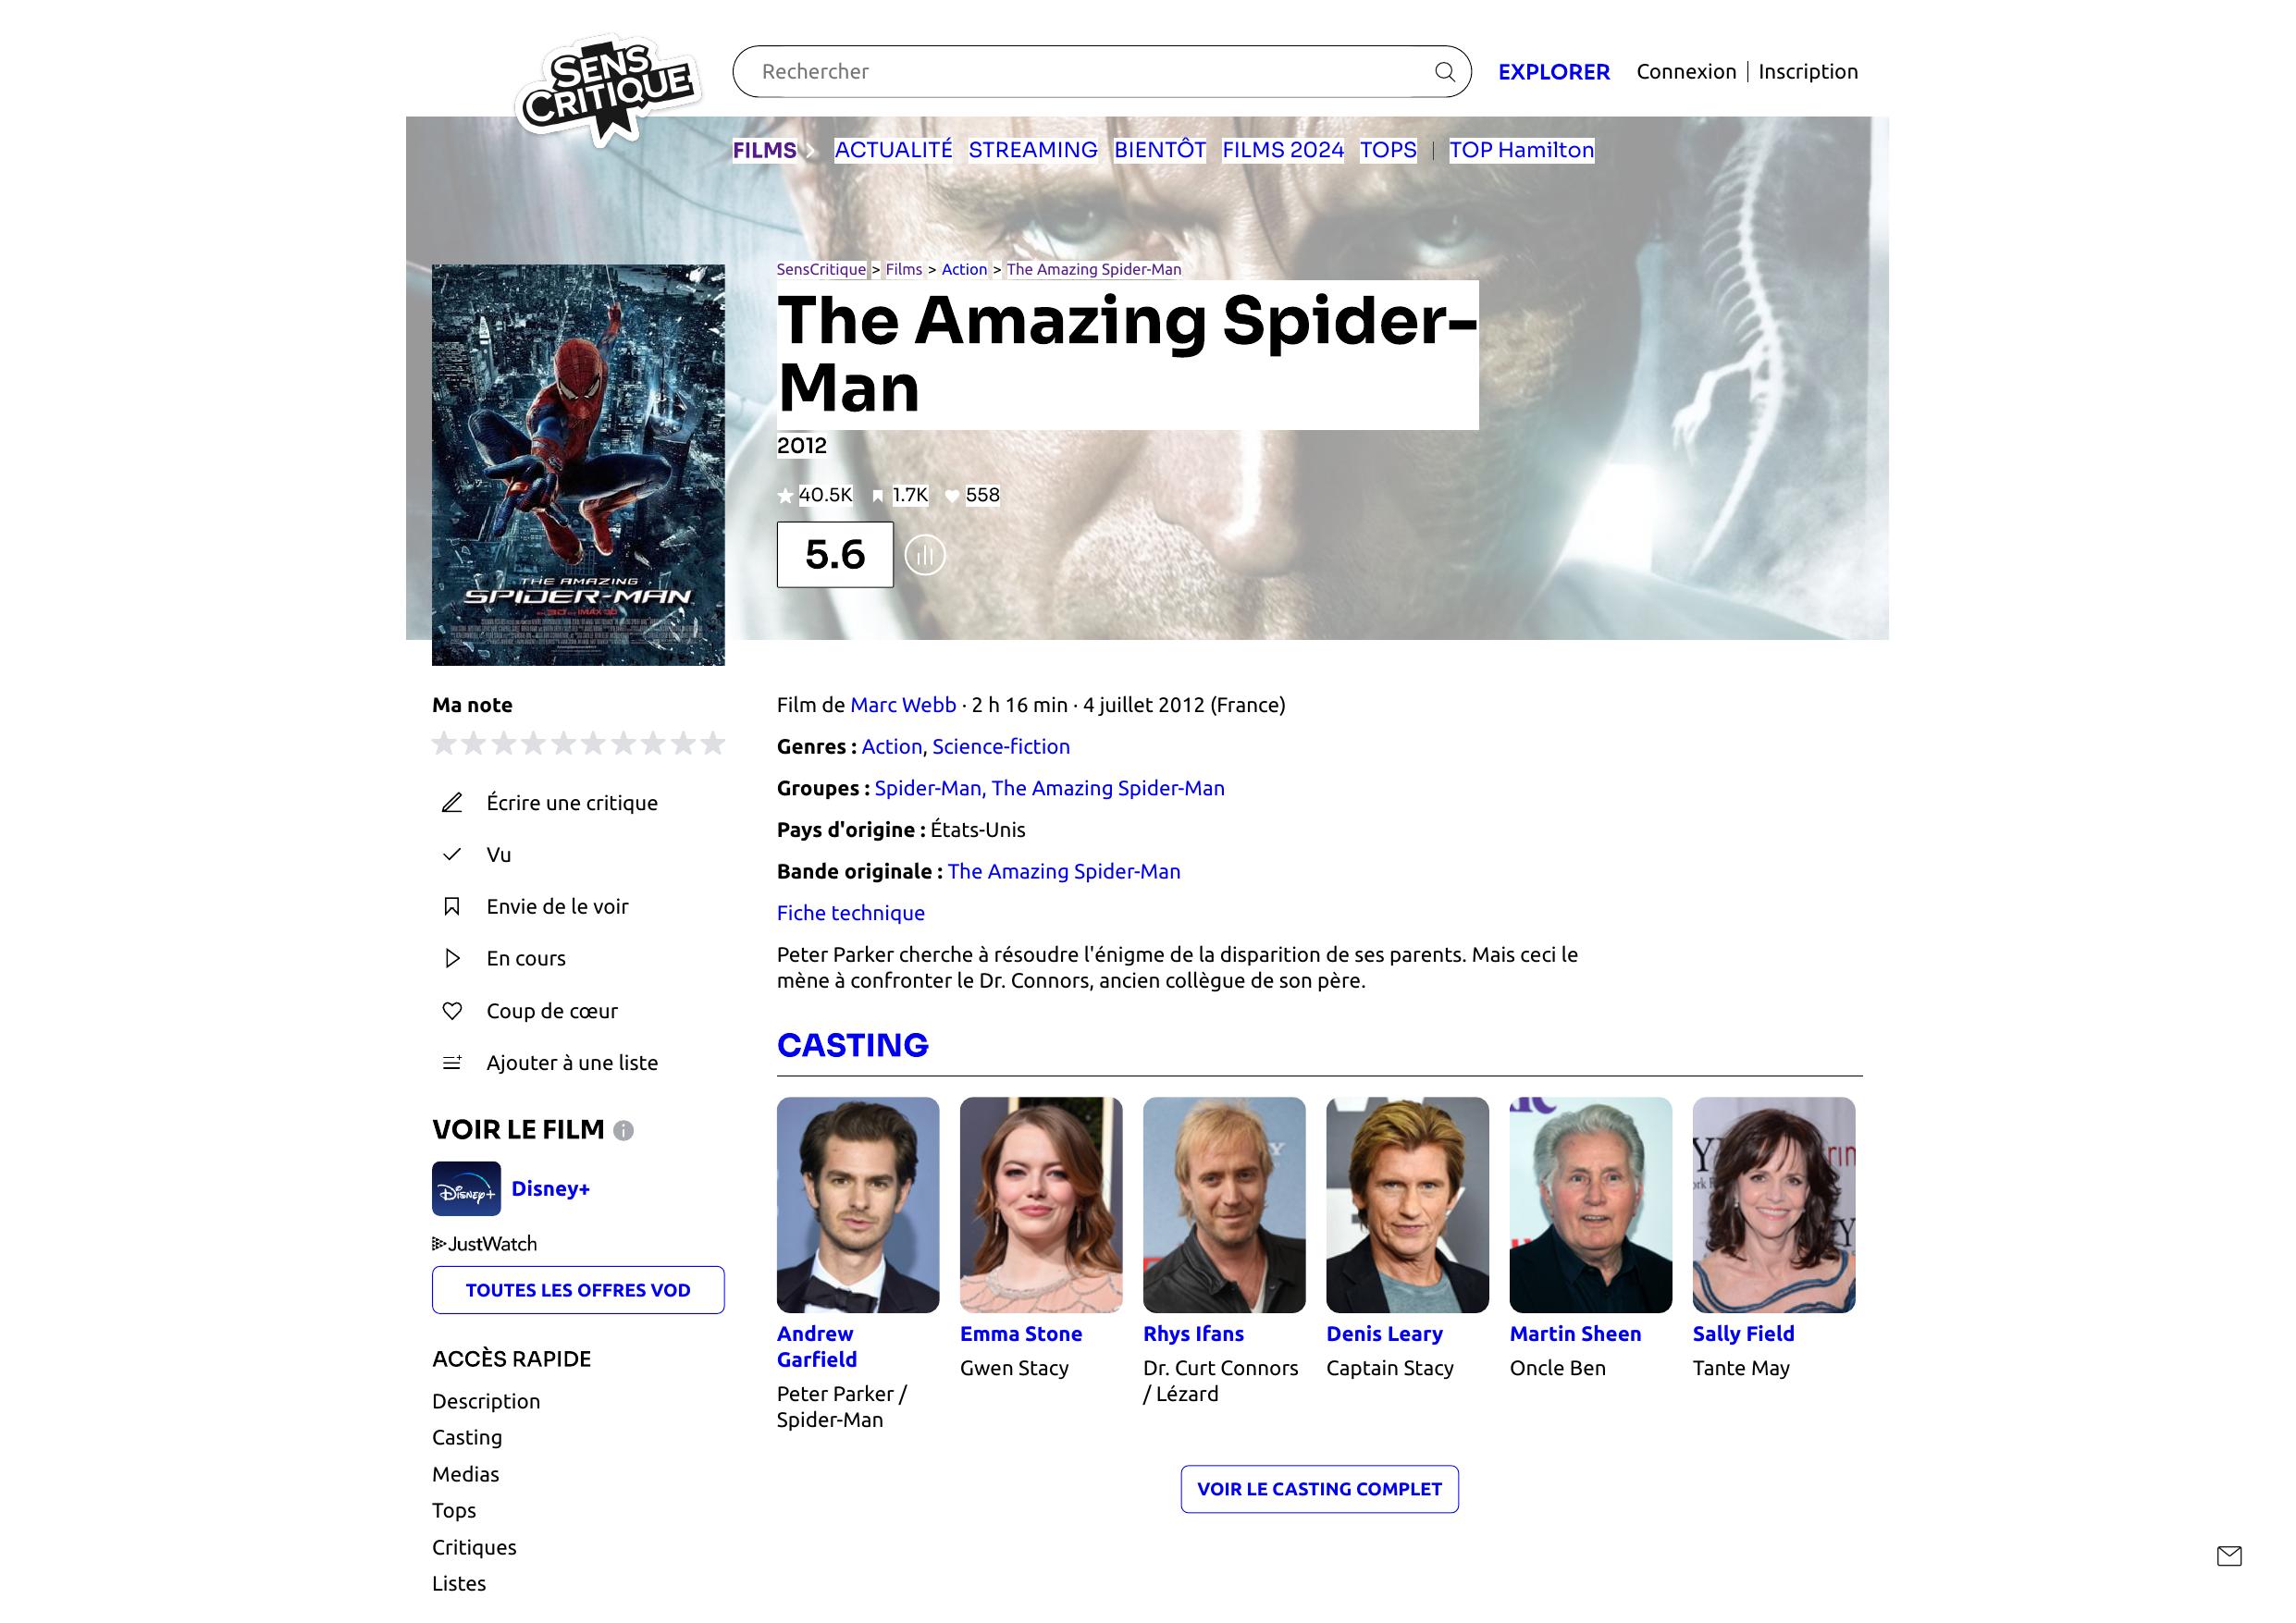 SENS
CRITIQUE
Rechercher
EXPLORER
Connexion | Inscription
FILMS
ACTUALITÉ STREAMING BIENTÔT FILMS 2024 TOPS | TOP Hamilton
SensCritique > Films > Action > The Amazing Spider-Man
The Amazing Spider-
Man
2012
40.5K 1.7K 558
5.6
THE AMAZING
SPIDER-MAN
Ma note
Écrire une critique
Vu
Envie de le voir
En cours
Coup de cœur
Ajouter à une liste
VOIR LE FILM
Disney+
Disney+
JustWatch
TOUTES LES OFFRES VOD
ACCÈS RAPIDE
Description
Casting
Medias
Tops
Critiques
Listes
Film de Marc Webb · 2 h 16 min · 4 juillet 2012 (France)
Genres : Action, Science-fiction
Groupes : Spider-Man, The Amazing Spider-Man
Pays d'origine : États-Unis
Bande originale : The Amazing Spider-Man
Fiche technique
Peter Parker cherche à résoudre l'énigme de la disparition de ses parents. Mais ceci le
mène à confronter le Dr. Connors, ancien collègue de son père.
CASTING
Andrew
Garfield
Peter Parker /
Spider-Man
Emma Stone
Gwen Stacy
Rhys Ifans
Dr. Curt Connors
/ Lézard
Denis Leary
Captain Stacy
Martin Sheen
Oncle Ben
Sally Field
Tante May
VOIR LE CASTING COMPLET